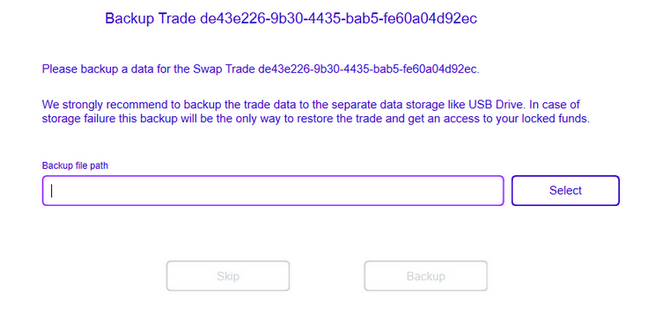 Backup Trade de43e226-9b30-4435-bab5-fe60a04d92ec
Please backup a data for the Swap Trade de43e226-9b30-4435-bab5-fe60a04d92ec.
We strongly recommend to backup the trade data to the separate data storage like USB Drive. In case of
storage failure this backup will be the only way to restore the trade and get an access to your locked funds.
Backup file path
Select
Skip
Backup